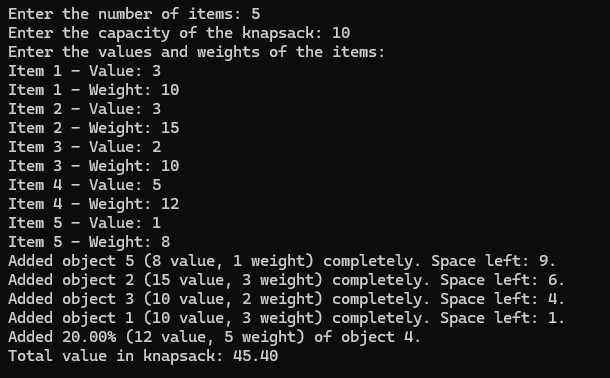 Enter the number of items: 5
Enter the capacity of the knapsack: 10
Enter the values and weights of the items:
Item 1 - Value: 3
Item 1 - Weight: 10
Item 2 - Value: 3
Item 2 - Weight: 15
Item 3 - Value: 2
Item 3 - Weight: 10
Item 4 - Value: 5
Item 4 - Weight: 12
Item 5 - Value: 1
Item 5 - Weight: 8
Added object 5 (8 value, 1 weight) completely. Space left: 9.
Added object 2 (15 value, 3 weight) completely. Space left: 6.
Added object 3 (10 value, 2 weight) completely. Space left: 4.
Added object 1 (10 value, 3 weight) completely. Space left: 1.
Added 20.00% (12 value, 5 weight) of object 4.
Total value in knapsack: 45.40